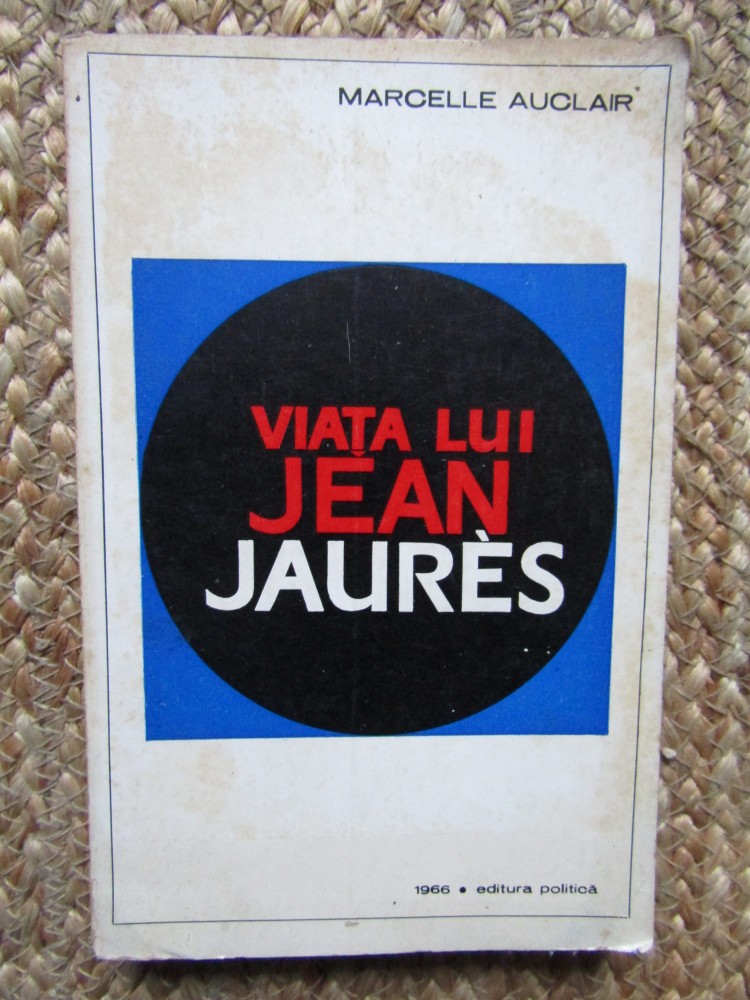 MARCELLE AUCLAIR
VIAȚA LUI
JEAN
JAURÈS
1966 • editura politică